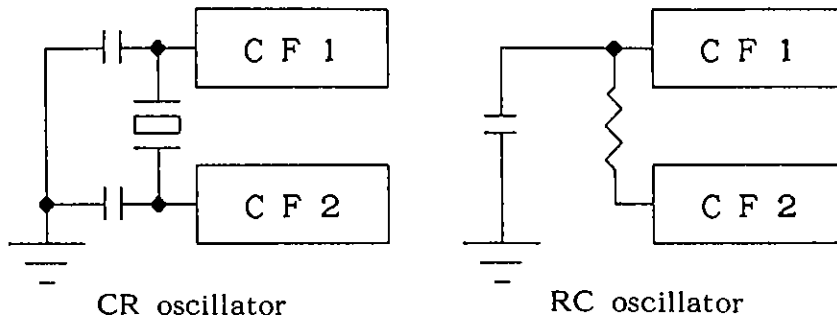 C F 1
C F 2
CR oscillator
C F 1
C F 2
RC oscillator